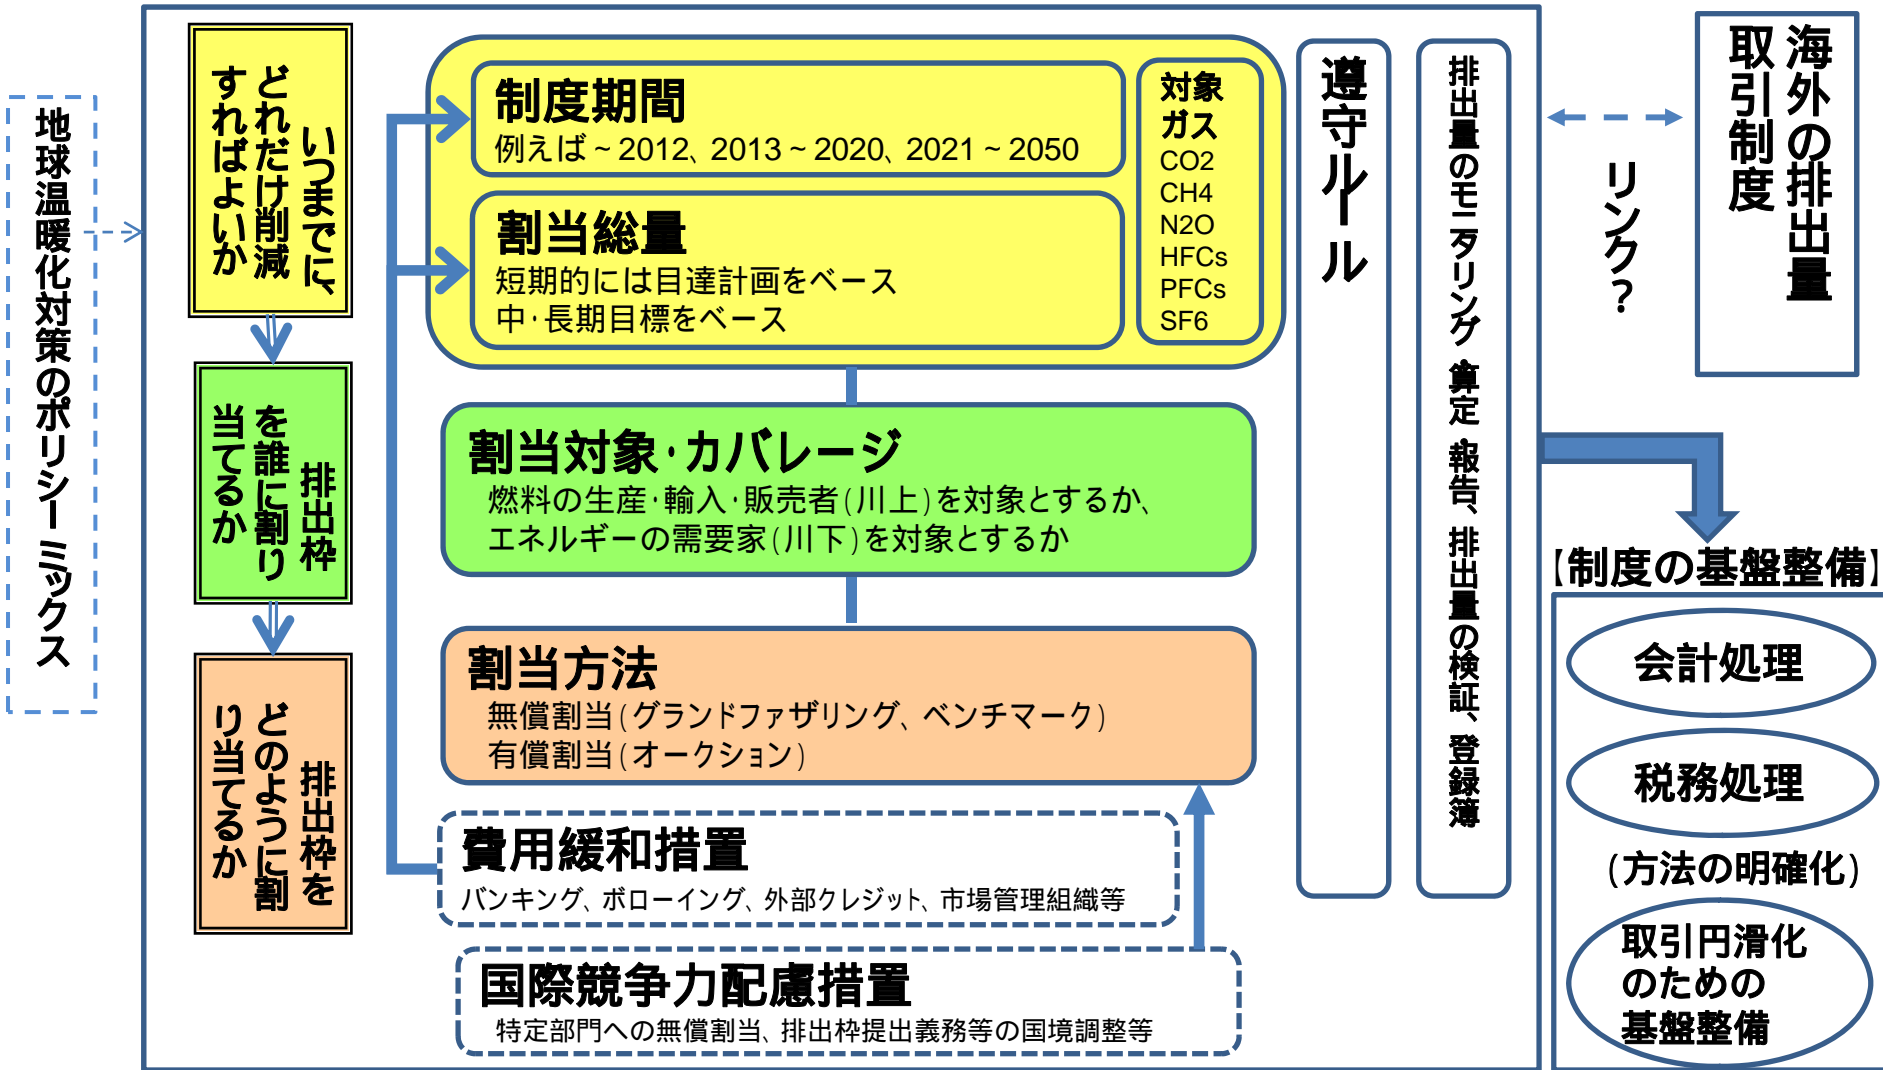 地球温暖化対策のポリシーミックス
いつまでに、
どれだけ削減
すればよいか
排出枠
を誰に割り
当てるか
排出枠を
どのように割
り当てるか
制度期間
例えば~2012、2013~2020、2021~2050
割当総量
短期的には目達計画をベース
中・長期目標をベース
対象
ガス
CO2
CH4
N2O
HFCs
PFCs
SF6
割当対象・カバレージ
燃料の生産・輸入・販売者(川上)を対象とするか、
エネルギーの需要家(川下)を対象とするか
割当方法
無償割当(グランドファザリング、ベンチマーク)
有償割当(オークション)
費用緩和措置
バンキング、ボローイング、外部クレジット、市場管理組織等
国際競争力配慮措置
特定部門への無償割当、排出枠提出義務等の国境調整等
遵守ルール
排出量のモニタリング・算定・報告、排出量の検証、登録簿
リンク?
海外の排出量
取引制度
【制度の基盤整備】
会計処理
税務処理
(方法の明確化)
取引円滑化
のための
基盤整備